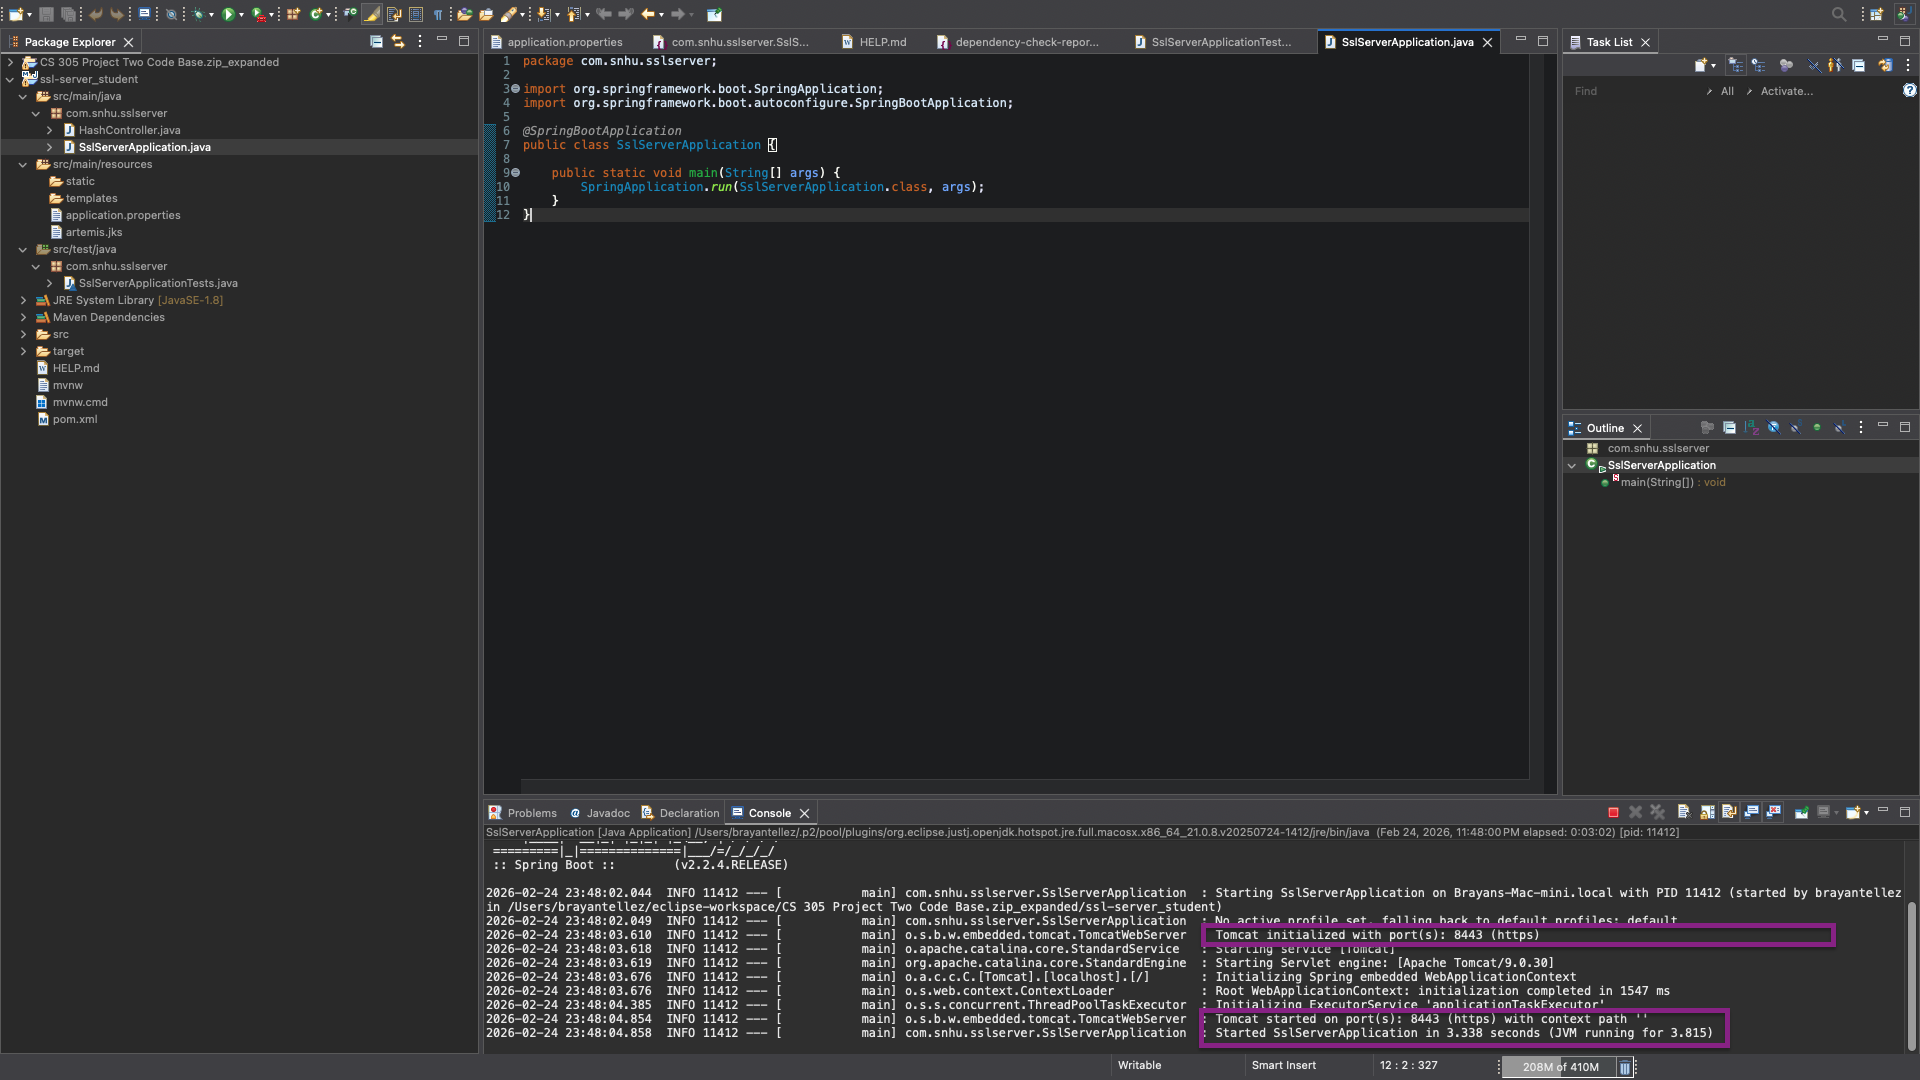 Package Explorer
CS 305 Project Two Code Base.zip_expanded
ssl-server_student
src/main/java
com.snhu.sslserver
HashController.java
SslServerApplication.java
src/main/resources
static
templates
application.properties
artemis.jks
src/test/java
com.snhu.sslserver
SslServerApplicationTests.java
JRE System Library [JavaSE-1.8]
Maven Dependencies
src
target
HELP.md
mvnw
mvnw.cmd
pom.xml
application.properties
com.snhu.sslserver.SslS...
HELP.md
dependency-check-repor...
SslServerApplicationTest...
SslServerApplication.java
1 package com.snhu.sslserver;
2
3 import org.springframework.boot.SpringApplication;
4 import org.springframework.boot.autoconfigure.SpringBootApplication;
5
6 @SpringBootApplication
7 public class SslServerApplication {
8
9 public static void main(String[] args) {
10 SpringApplication.run(SslServerApplication.class, args);
11 }
12 }
Task List
Find
All
Activate...
Outline
com.snhu.sslserver
SslServerApplication
main(String[]) : void
Problems
Javadoc
Declaration
Console
SslServerApplication [Java Application] /Users/brayantellez/.p2/pool/plugins/org.eclipse.justj.openjdk.hotspot.jre.full.macosx.x86_64_21.0.8.v20250724-1412/jre/bin/java (Feb 24, 2026, 11:48:00 PM elapsed: 0:03:02) [pid: 11412]
=========|_|==============|___/=/_/_/_/
:: Spring Boot :: (v2.2.4.RELEASE)
2026-02-24 23:48:02.044 INFO 11412 --- [ main] com.snhu.sslserver.SslServerApplication : Starting SslServerApplication on Brayans-Mac-mini.local with PID 11412 (started by brayantellez
in /Users/brayantellez/eclipse-workspace/CS 305 Project Two Code Base.zip_expanded/ssl-server_student)
2026-02-24 23:48:02.049 INFO 11412 --- [ main] com.snhu.sslserver.SslServerApplication : No active profile set, falling back to default profiles: default
2026-02-24 23:48:03.610 INFO 11412 --- [ main] o.s.b.w.embedded.tomcat.TomcatWebServer : Tomcat initialized with port(s): 8443 (https)
2026-02-24 23:48:03.618 INFO 11412 --- [ main] o.apache.catalina.core.StandardService : Starting service [Tomcat]
2026-02-24 23:48:03.619 INFO 11412 --- [ main] org.apache.catalina.core.StandardEngine : Starting Servlet engine: [Apache Tomcat/9.0.30]
2026-02-24 23:48:03.676 INFO 11412 --- [ main] o.a.c.c.C.[Tomcat].[localhost].[/] : Initializing Spring embedded WebApplicationContext
2026-02-24 23:48:03.676 INFO 11412 --- [ main] o.s.web.context.ContextLoader : Root WebApplicationContext: initialization completed in 1547 ms
2026-02-24 23:48:04.385 INFO 11412 --- [ main] o.s.s.concurrent.ThreadPoolTaskExecutor : Initializing ExecutorService 'applicationTaskExecutor'
2026-02-24 23:48:04.854 INFO 11412 --- [ main] o.s.b.w.embedded.tomcat.TomcatWebServer : Tomcat started on port(s): 8443 (https) with context path ''
2026-02-24 23:48:04.858 INFO 11412 --- [ main] com.snhu.sslserver.SslServerApplication : Started SslServerApplication in 3.338 seconds (JVM running for 3.815)
Writable
Smart Insert
12 : 2 : 327
208M of 410M